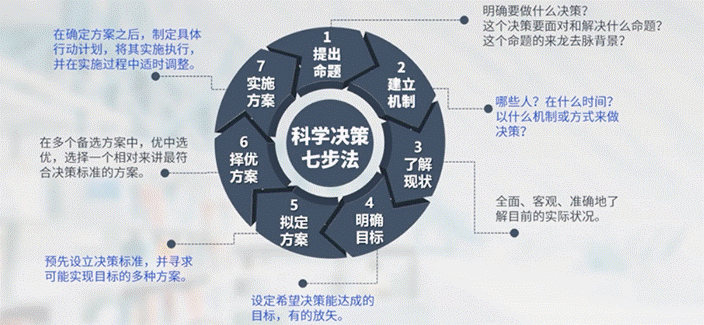 科学决策
七步法
1
提出
命题
明确要做什么决策？
这个决策要面对和解决什么命题？
这个命题的来龙去脉背景？
2
建立
机制
哪些人？在什么时间？
以什么机制或方式来做
决策？
3
了解
现状
全面、客观、准确地了
解目前的实际状况。
4
明确
目标
设定希望决策能达成的
目标，有的放矢。
5
拟定
方案
预先设立决策标准，并寻求
可能实现目标的多种方案。
6
择优
方案
在多个备选方案中，优中选
优，选择一个相对来讲最符
合决策标准的方案。
7
实施
方案
在确定方案之后，制定具体
行动计划，将其实施执行，
并在实施过程中适时调整。